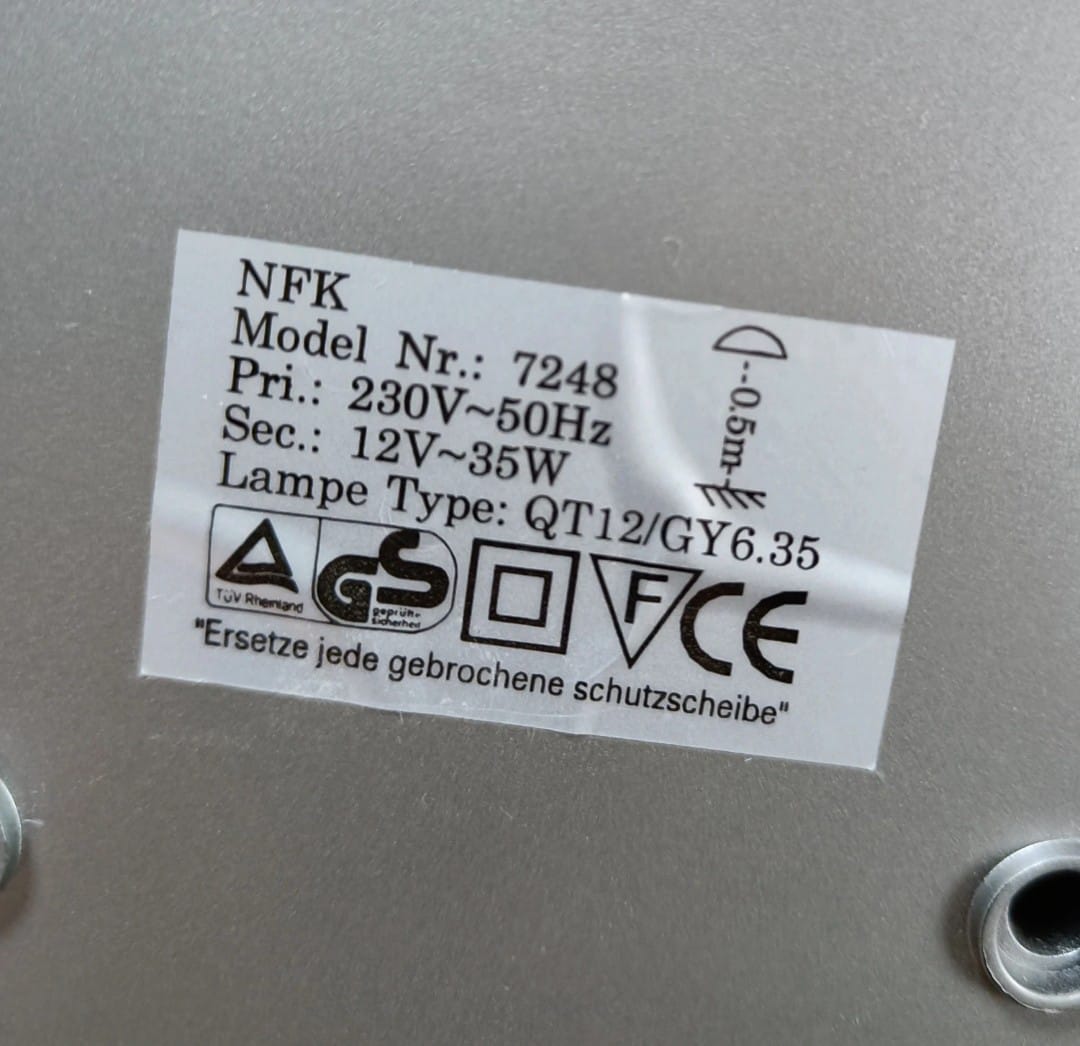 NFK
Model Nr.: 7248
Pri.: 230V~50Hz
Sec.: 12V~35W
Lampe Type: QT12/GY6.35
0.5m
TÜV Rheinland
GS
geprüfte
Sicherheit
F
CE
"Ersetze jede gebrochene schutzscheibe"